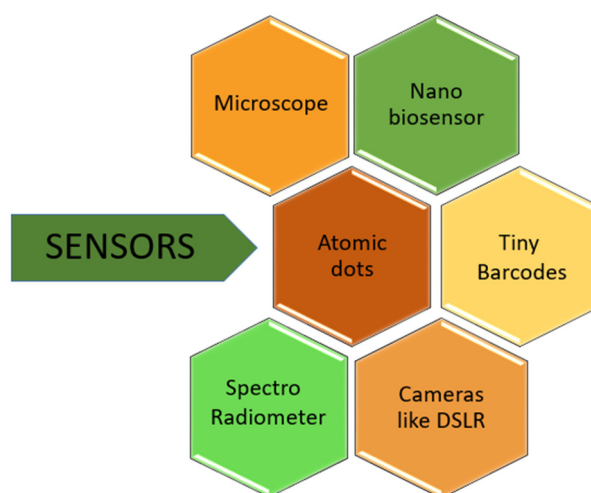 Microscope
Nano
biosensor
SENSORS
Atomic
dots
Tiny
Barcodes
Spectro
Radiometer
Cameras
like DSLR